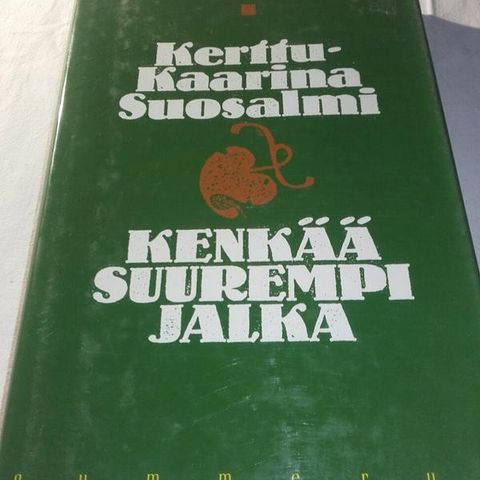 Kerttu-
Kaarina
Suosalmi
KENKÄÄ
SUUREMPI
JALKA